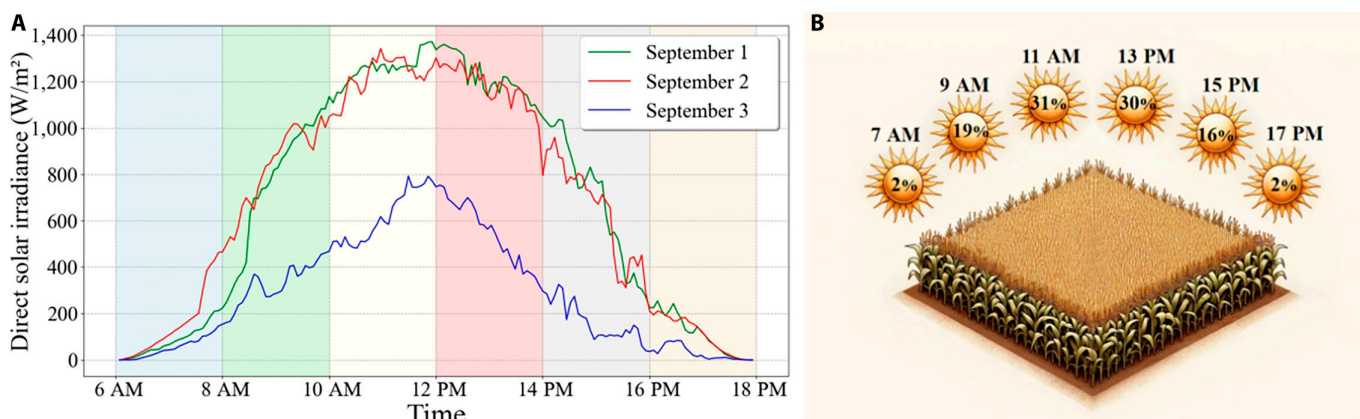 A
Direct solar irradiance (W/m²)
1,400
1,200
1,000
800
600
400
200
0
September 1
September 2
September 3
6 AM
8 AM
10 AM
12 PM
14 PM
16 PM
18 PM
Time
B
11 AM
13 PM
31%
30%
9 AM
15 PM
19%
16%
7 AM
17 PM
2%
2%